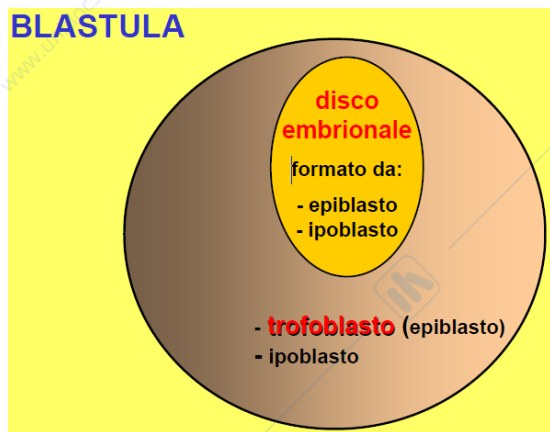 BLASTULA
disco
embrionale
formato da:
- epiblasto
- ipoblasto
- trofoblasto (epiblasto)
- ipoblasto